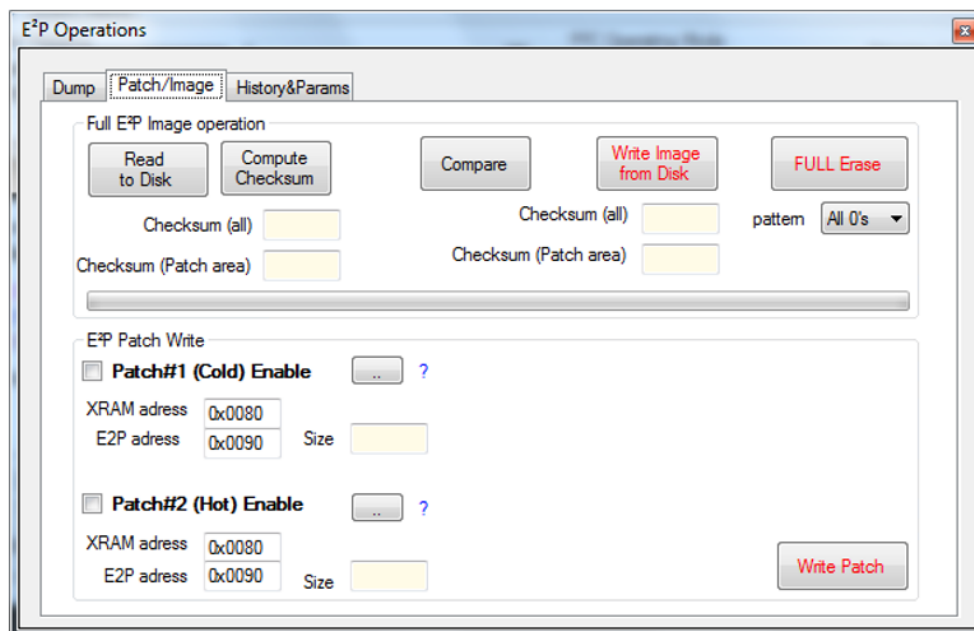 E²P Operations
Dump Patch/Image History&Params
Full E²P Image operation
Read to Disk
Compute Checksum
Compare
Write Image from Disk
FULL Erase
Checksum (all)
Checksum (all)
pattern All 0's
Checksum (Patch area)
Checksum (Patch area)
E²P Patch Write
Patch#1 (Cold) Enable .. ?
XRAM adress 0x0080
E2P adress 0x0090 Size
Patch#2 (Hot) Enable .. ?
XRAM adress 0x0080
E2P adress 0x0090 Size
Write Patch